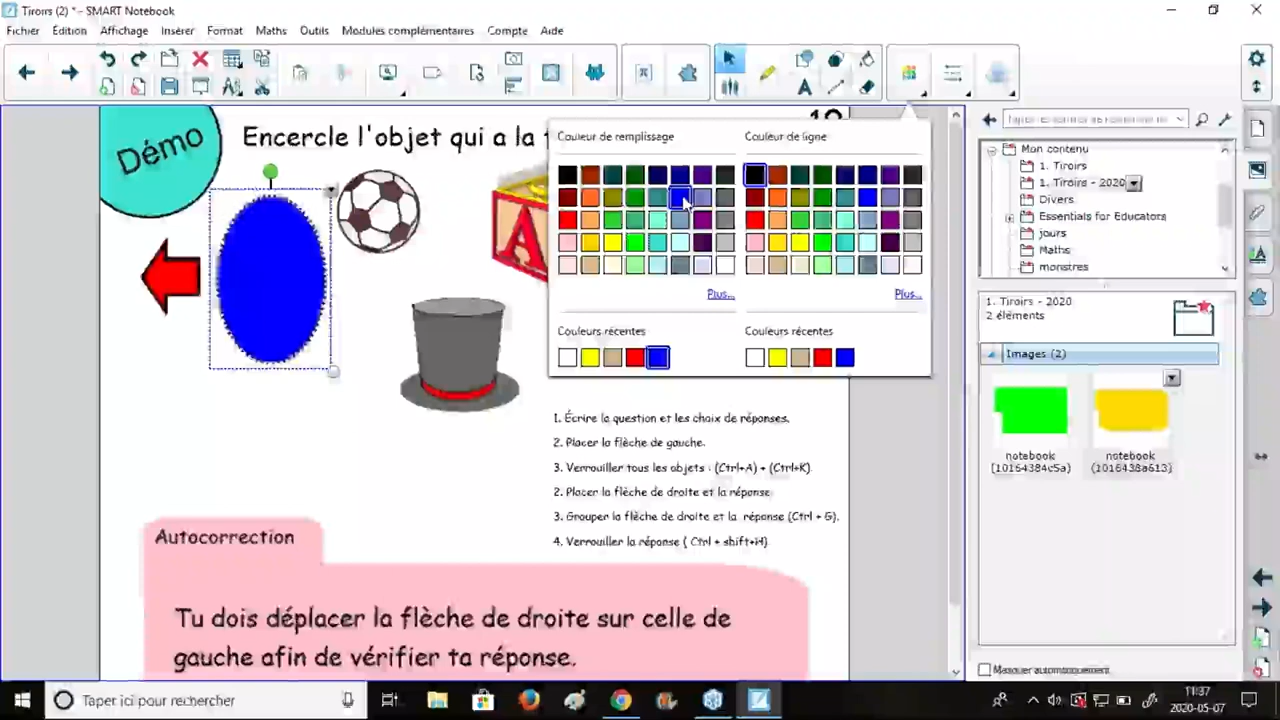 Tiroirs (2) * - SMART Notebook
Fichier Édition Affichage Insérer Format Maths Outils Modules complémentaires Compte Aide
Démo
Encercle l'objet qui a la
Couleur de remplissage
Couleur de ligne
Plus...
Plus...
Couleurs récentes
Couleurs récentes
A
1. Écrire la question et les choix de réponses.
2. Placer la flèche de gauche.
3. Verrouiller tous les objets : (Ctrl+A) + (Ctrl+K)
2. Placer la flèche de droite et la réponse
3. Grouper la flèche de droite et la réponse (Ctrl + G).
4. Verrouiller la réponse ( Ctrl + shift+H)
Autocorrection
Tu dois déplacer la flèche de droite sur celle de
gauche afin de vérifier ta réponse.
Mon contenu
1. Tiroirs
1. Tiroirs - 2020
Divers
Essentials for Educators
jours
Maths
monstres
1. Tiroirs - 2020
2 éléments
Images (2)
notebook
(10164384c5a)
notebook
(1016438a613)
Masquer automatiquement
Taper ici pour rechercher
11:37
2020-05-07